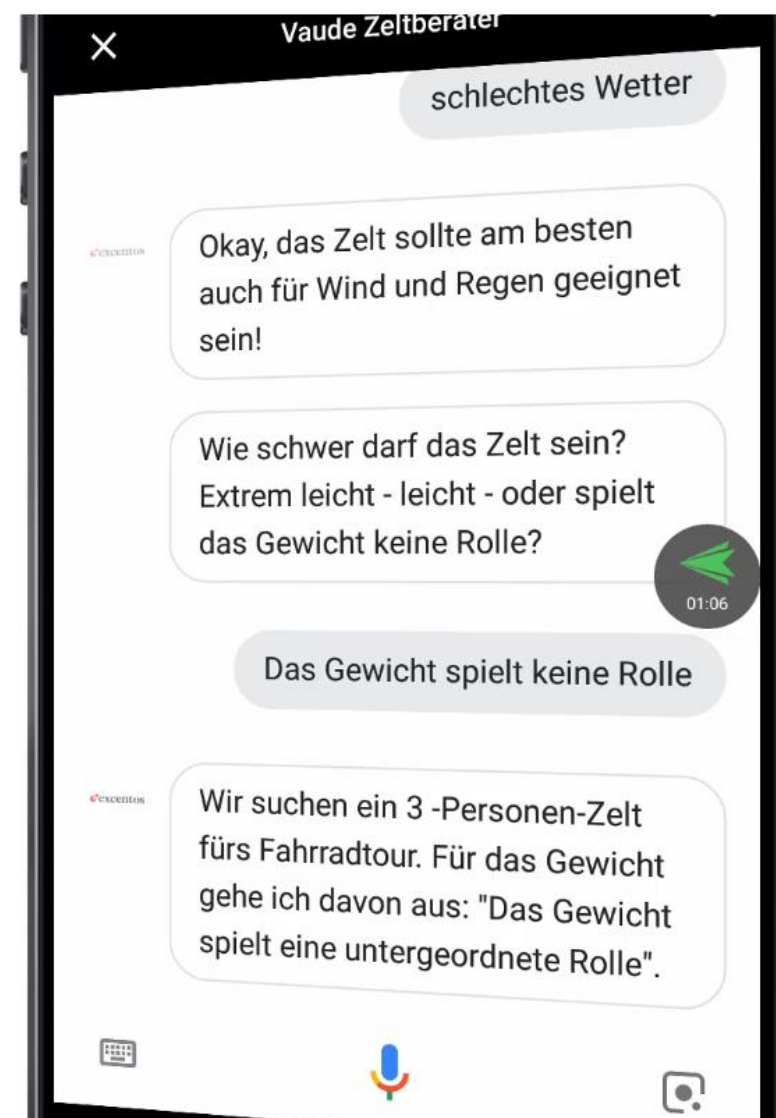 Vaude Zeltberater
schlechtes Wetter
excentos
Okay, das Zelt sollte am besten
auch für Wind und Regen geeignet
sein!
Wie schwer darf das Zelt sein?
Extrem leicht - leicht - oder spielt
das Gewicht keine Rolle?
01:06
Das Gewicht spielt keine Rolle
excentos
Wir suchen ein 3 -Personen-Zelt
fürs Fahrradtour. Für das Gewicht
gehe ich davon aus: "Das Gewicht
spielt eine untergeordnete Rolle".